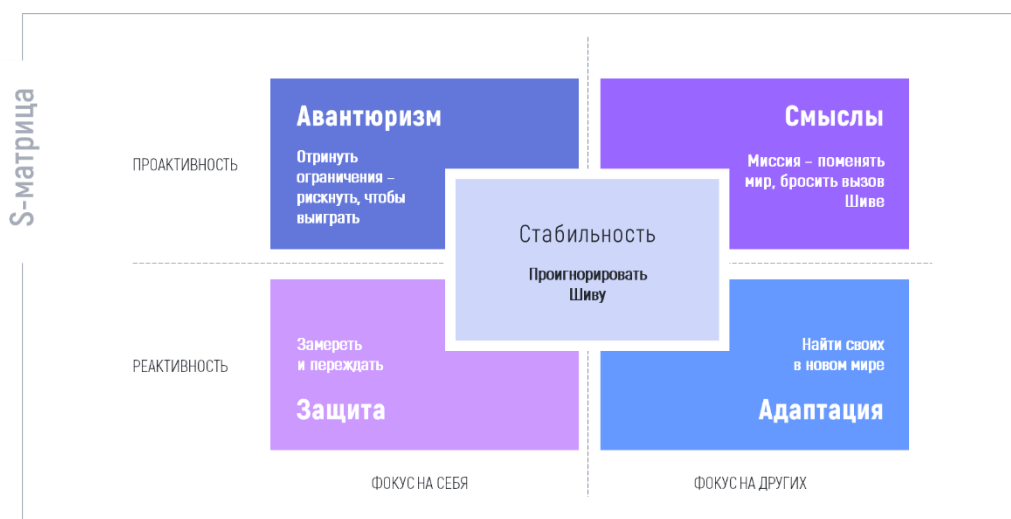 S-матрица
ПРОАКТИВНОСТЬ
Авантюризм
Отринуть
ограничения –
рискнуть, чтобы
выиграть
Смыслы
Миссия – поменять
мир, бросить вызов
Шиве
Стабильность
Проигнорировать
Шиву
РЕАКТИВНОСТЬ
Замереть
и переждать
Защита
Найти своих
в новом мире
Адаптация
ФОКУС НА СЕБЯ
ФОКУС НА ДРУГИХ